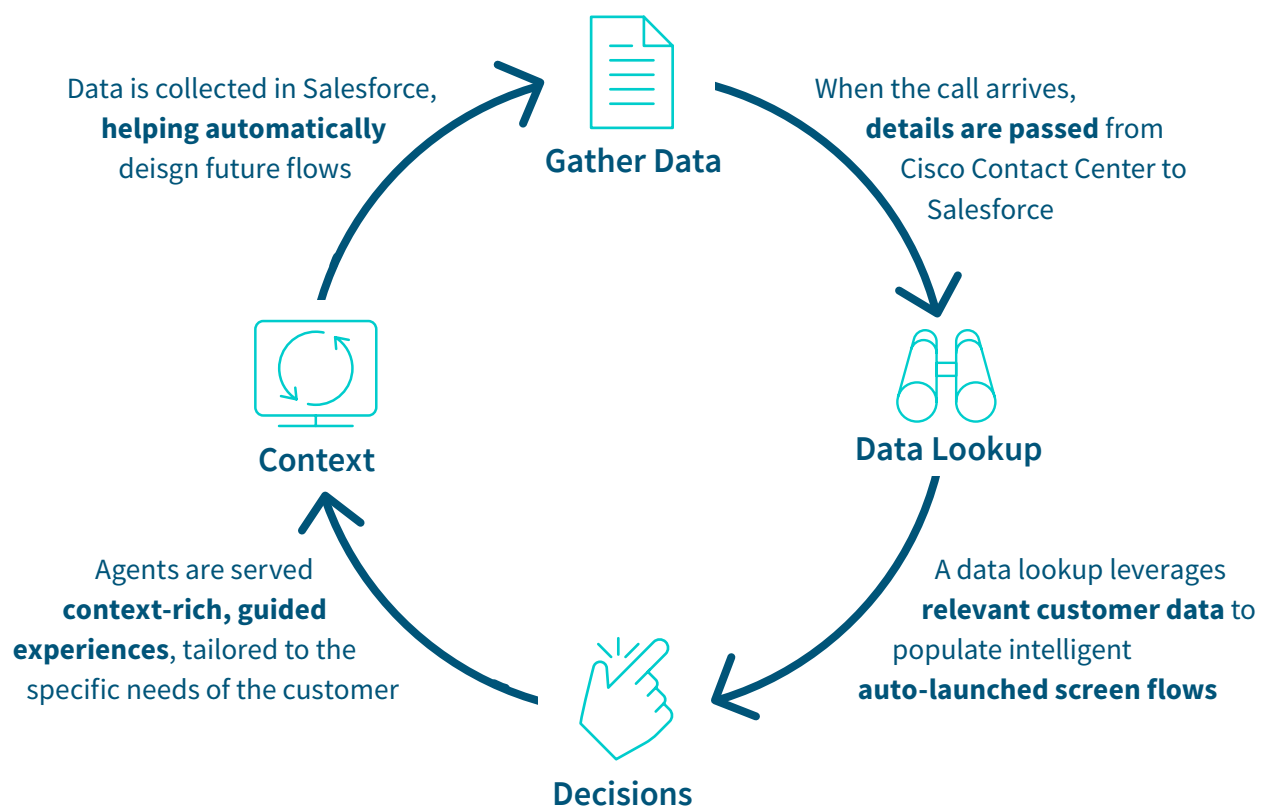 Data is collected in Salesforce,
helping automatically
deisgn future flows
Gather Data
When the call arrives,
details are passed from
Cisco Contact Center to
Salesforce
Context
Data Lookup
Agents are served
context-rich, guided
experiences, tailored to the
specific needs of the customer
A data lookup leverages
relevant customer data to
populate intelligent
auto-launched screen flows
Decisions